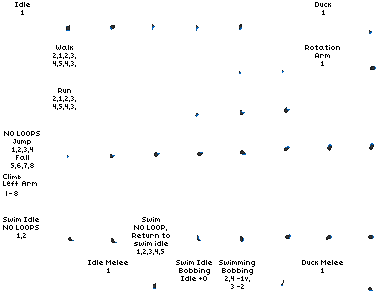 Idle
1
Duck
1
Walk
2,1,2,3,
4,5,4,3,
Rotation
Arm
1
Run
2,1,2,3,
4,5,4,3,
NO LOOPS
Jump
1,2,3,4
Fall
5,6,7,8
Climb
Left Arm
1-8
Swim Idle
NO LOOPS
1,2
Swim
NO LOOP,
Return to
swim idle
1,2,3,4,5
Idle Melee
1
Swim Idle
Bobbing
Idle +0
Swimming
Bobbing
2,4 -1v,
3 -2
Duck Melee
1